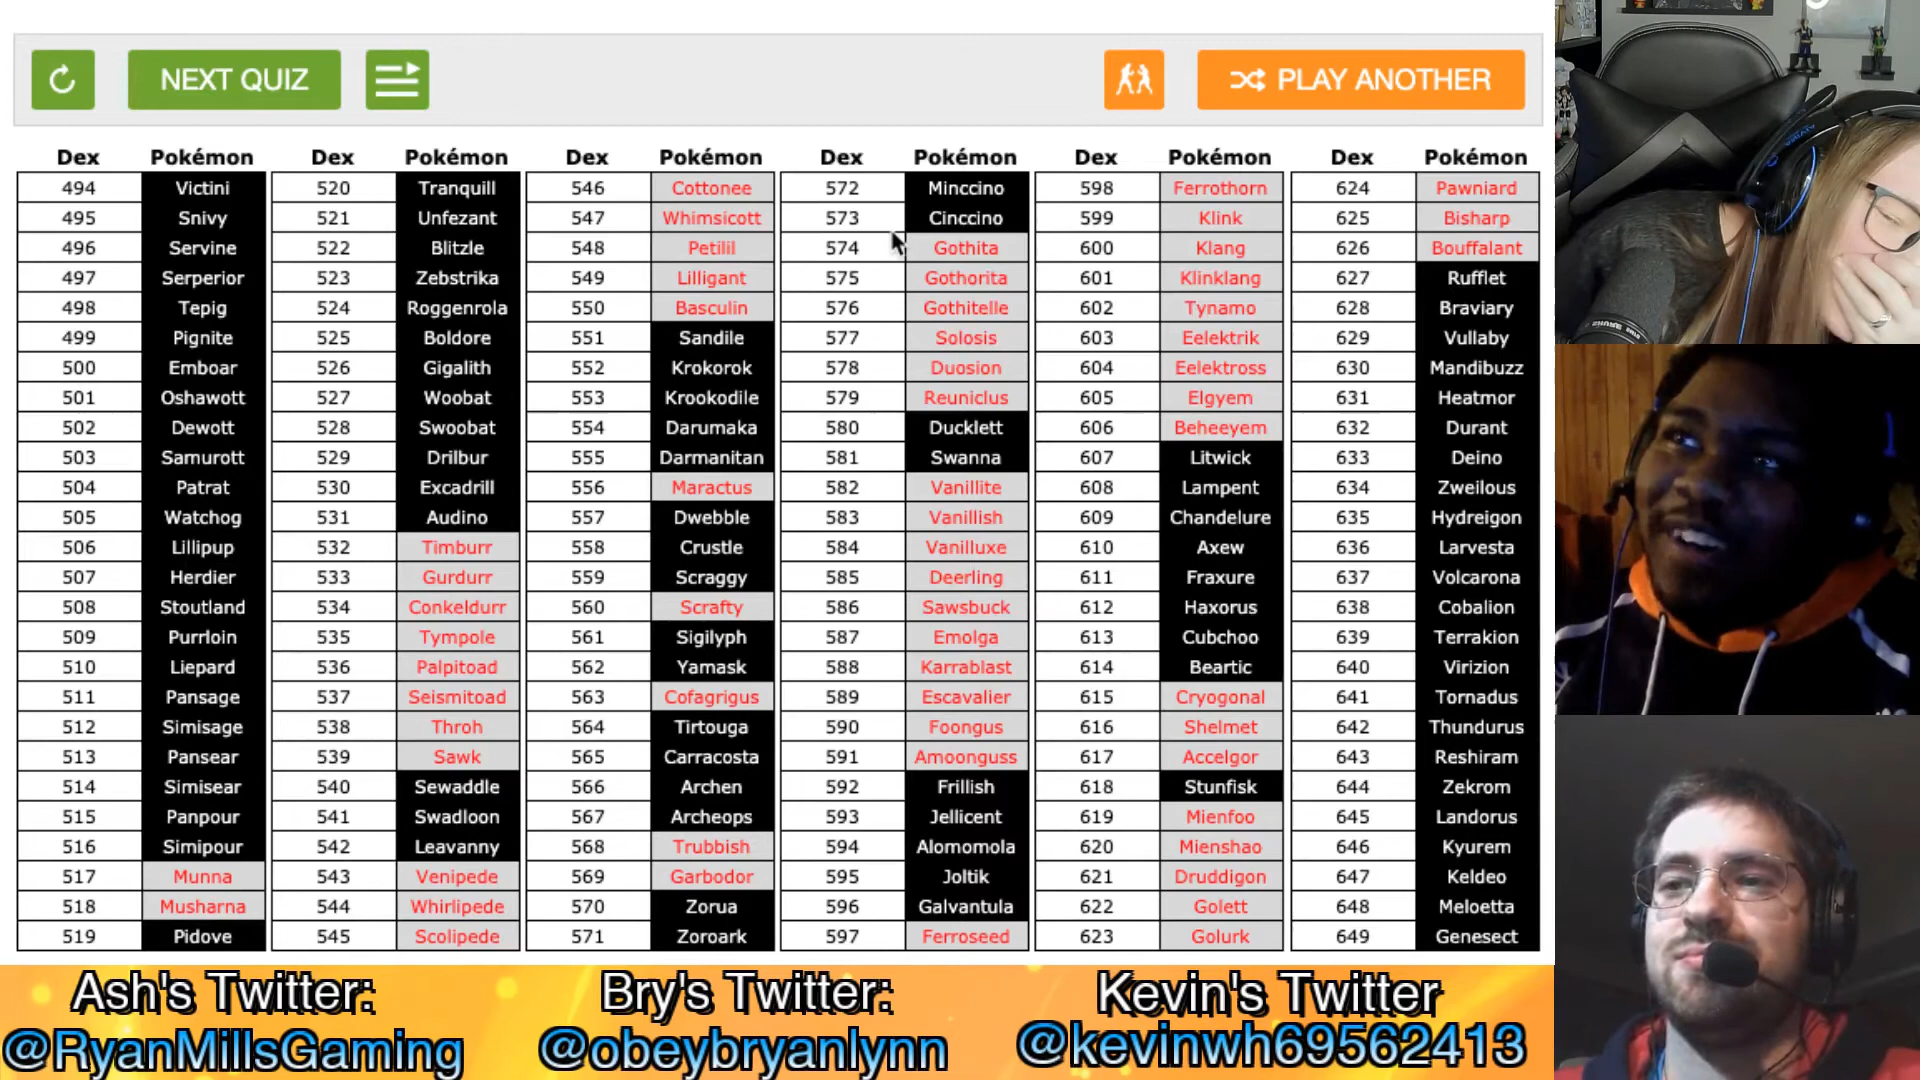 NEXT QUIZ
PLAY ANOTHER
Dex Pokémon Dex Pokémon Dex Pokémon Dex Pokémon Dex Pokémon Dex Pokémon
494 Victini 520 Tranquill 546 Cottonee 572 Minccino 598 Ferrothorn 624 Pawniard
495 Snivy 521 Unfezant 547 Whimsicott 573 Cinccino 599 Klink 625 Bisharp
496 Servine 522 Blitzle 548 Petilil 574 Gothita 600 Klang 626 Bouffalant
497 Serperior 523 Zebstrika 549 Lilligant 575 Gothorita 601 Klinklang 627 Rufflet
498 Tepig 524 Roggenrola 550 Basculin 576 Gothitelle 602 Tynamo 628 Braviary
499 Pignite 525 Boldore 551 Sandile 577 Solosis 603 Eelektrik 629 Vullaby
500 Emboar 526 Gigalith 552 Krokorok 578 Duosion 604 Eelektross 630 Mandibuzz
501 Oshawott 527 Woobat 553 Krookodile 579 Reuniclus 605 Elgyem 631 Heatmor
502 Dewott 528 Swoobat 554 Darumaka 580 Ducklett 606 Beheeyem 632 Durant
503 Samurott 529 Drilbur 555 Darmanitan 581 Swanna 607 Litwick 633 Deino
504 Patrat 530 Excadrill 556 Maractus 582 Vanillite 608 Lampent 634 Zweilous
505 Watchog 531 Audino 557 Dwebble 583 Vanillish 609 Chandelure 635 Hydreigon
506 Lillipup 532 Timburr 558 Crustle 584 Vanilluxe 610 Axew 636 Larvesta
507 Herdier 533 Gurdurr 559 Scraggy 585 Deerling 611 Fraxure 637 Volcarona
508 Stoutland 534 Conkeldurr 560 Scrafty 586 Sawsbuck 612 Haxorus 638 Cobalion
509 Purrloin 535 Tympole 561 Sigilyph 587 Emolga 613 Cubchoo 639 Terrakion
510 Liepard 536 Palpitoad 562 Yamask 588 Karrablast 614 Beartic 640 Virizion
511 Pansage 537 Seismitoad 563 Cofagrigus 589 Escavalier 615 Cryogonal 641 Tornadus
512 Simisage 538 Throh 564 Tirtouga 590 Foongus 616 Shelmet 642 Thundurus
513 Pansear 539 Sawk 565 Carracosta 591 Amoonguss 617 Accelgor 643 Reshiram
514 Simisear 540 Sewaddle 566 Archen 592 Frillish 618 Stunfisk 644 Zekrom
515 Panpour 541 Swadloon 567 Archeops 593 Jellicent 619 Mienfoo 645 Landorus
516 Simipour 542 Leavanny 568 Trubbish 594 Alomomola 620 Mienshao 646 Kyurem
517 Munna 543 Venipede 569 Garbodor 595 Joltik 621 Druddigon 647 Keldeo
518 Musharna 544 Whirlipede 570 Zorua 596 Galvantula 622 Golett 648 Meloetta
519 Pidove 545 Scolipede 571 Zoroark 597 Ferroseed 623 Golurk 649 Genesect
Ash's Twitter: Bry's Twitter: Kevin's Twitter
@RyanMillsGaming @obeybryanlynn @kevinwh69562413